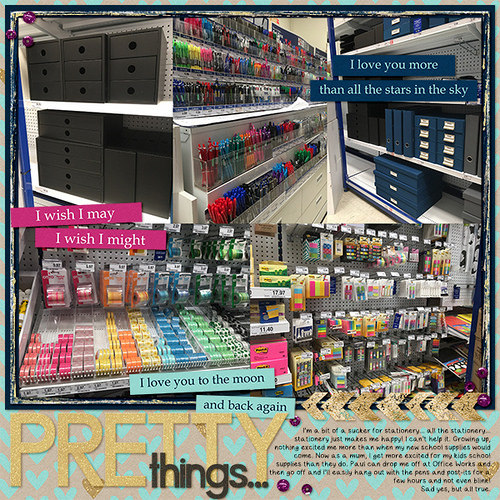 I love you more
than all the stars in the sky
I wish I may
I wish I might
17.97
11.40
I love you to the moon
and back again
PRETTY
things...
I'm a bit of a sucker for stationery... all the stationery...
stationery just makes me happy! I can't help it. Growing up,
nothing excited me more than when my new school supplies would
come. Now as a mum, I get more excited for my kids school
supplies than they do. Paul can drop me off at Office Works and
then go off and I'll easily hang out with the pens and post-its for a
few hours and not even blink!
Sad yes, but all true.